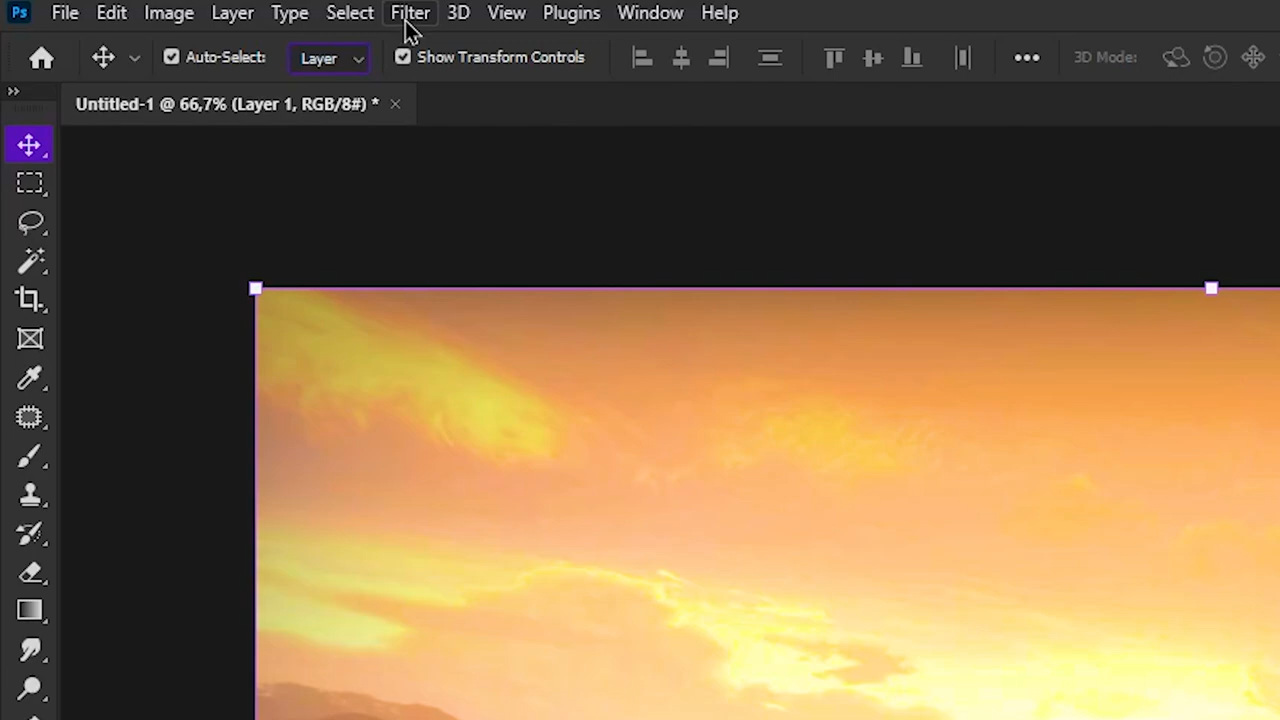 Ps File Edit Image Layer Type Select Filter 3D View Plugins Window Help
Auto-Select: Layer Show Transform Controls ••• 3D Mode:
Untitled-1 @ 66,7% (Layer 1, RGB/8#) * ×